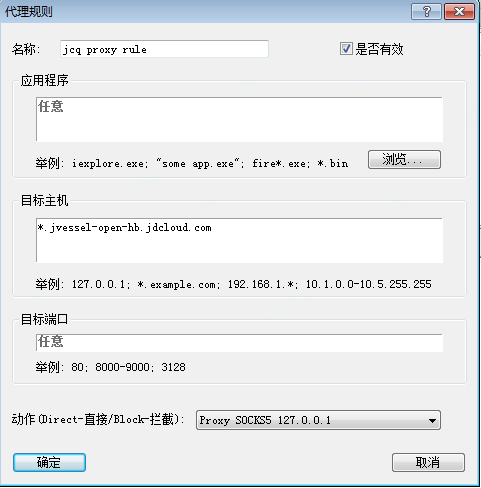 代理规则
名称: jcq proxy rule 是否有效
应用程序
任意
举例: iexplore.exe; "some app.exe"; fire*.exe; *.bin 浏览...
目标主机
*.jvessel-open-hb.jdcloud.com
举例: 127.0.0.1; *.example.com; 192.168.1.*; 10.1.0.0-10.5.255.255
目标端口
任意
举例: 80; 8000-9000; 3128
动作(Direct-直接/Block-拦截): Proxy SOCKS5 127.0.0.1
确定 取消